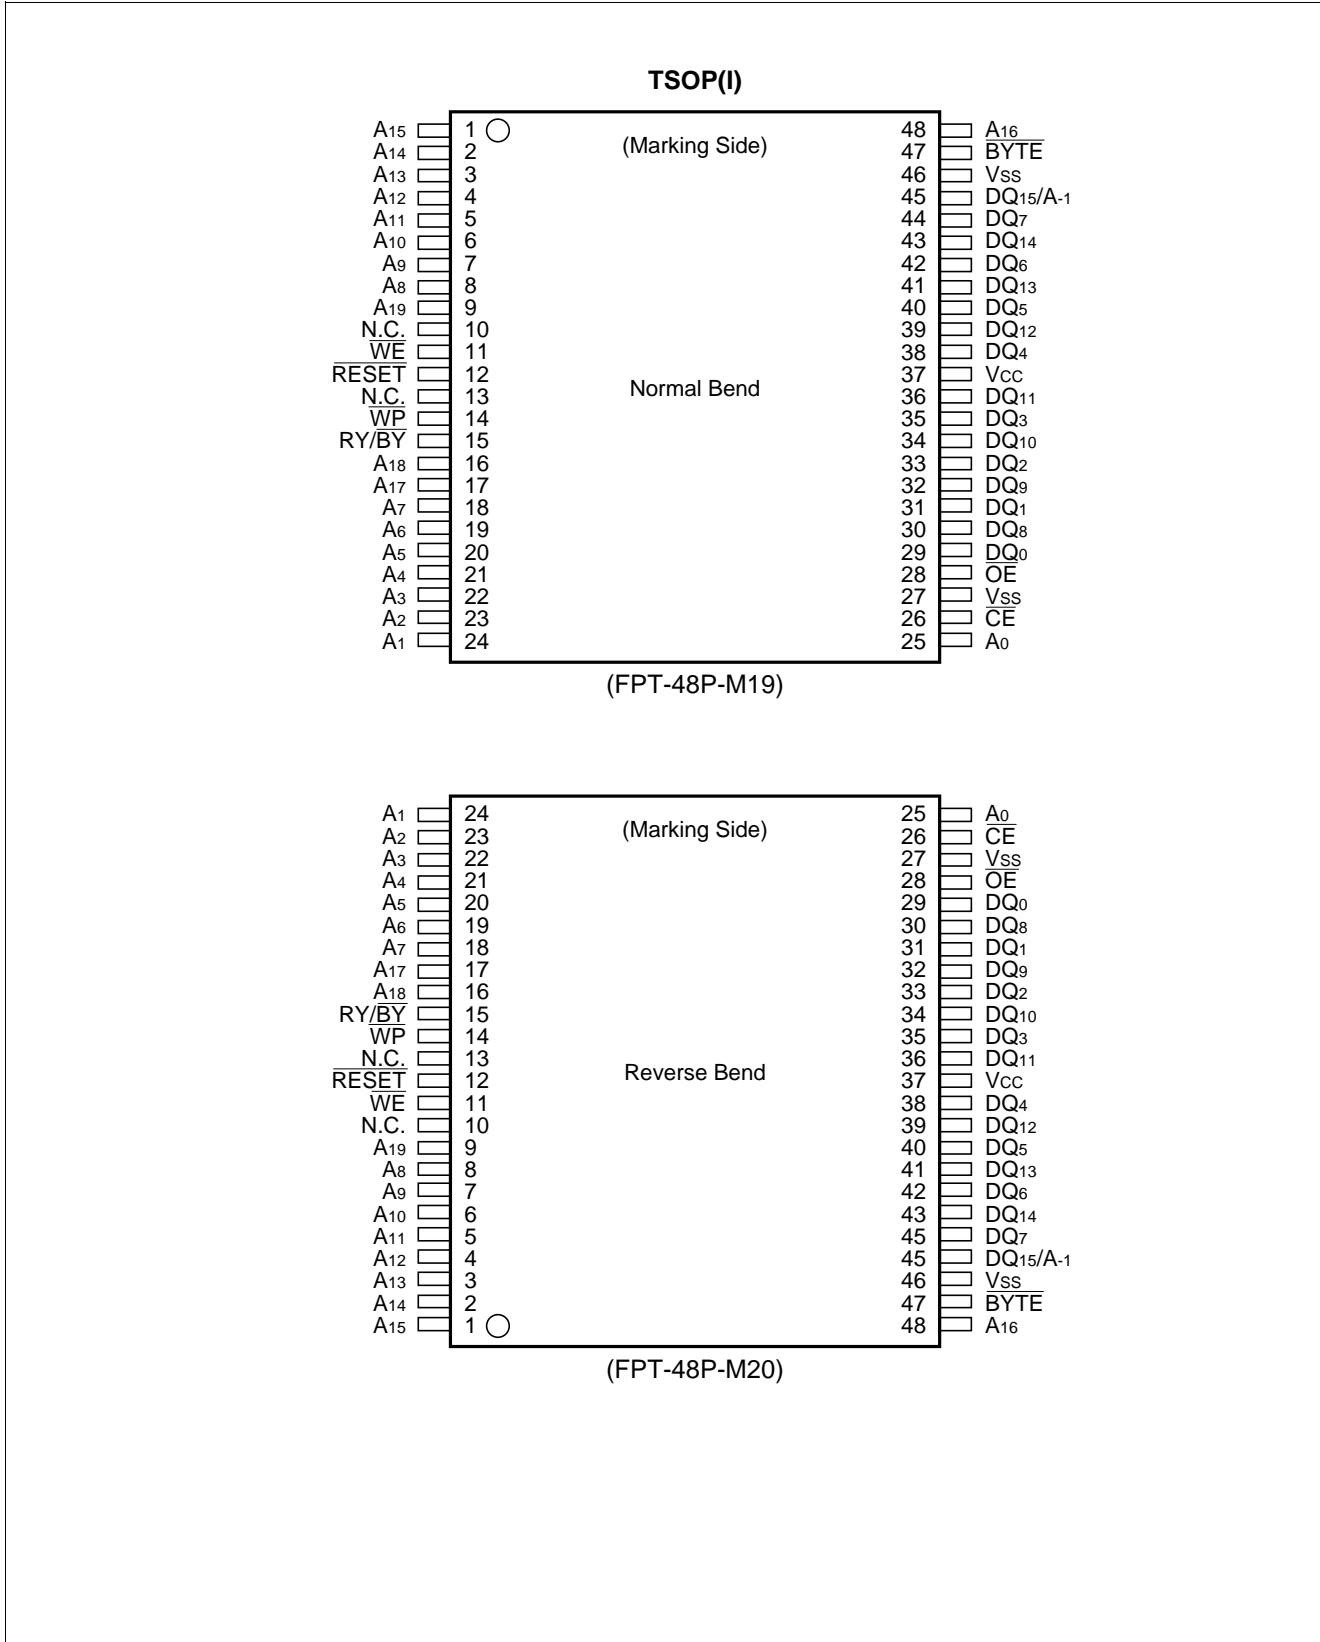 TSOP(I)
A15 1 (Marking Side) 48 A16
A14 2 47 BYTE
A13 3 46 VSS
A12 4 45 DQ15/A-1
A11 5 44 DQ7
A10 6 43 DQ14
A9 7 42 DQ6
A8 8 41 DQ13
A19 9 40 DQ5
N.C. 10 39 DQ12
WE 11 38 DQ4
RESET 12 37 VCC
N.C. 13 Normal Bend 36 DQ11
WP 14 35 DQ3
RY/BY 15 34 DQ10
A18 16 33 DQ2
A17 17 32 DQ9
A7 18 31 DQ1
A6 19 30 DQ8
A5 20 29 DQ0
A4 21 28 OE
A3 22 27 VSS
A2 23 26 CE
A1 24 25 A0
(FPT-48P-M19)
A1 24 (Marking Side) 25 A0
A2 23 26 CE
A3 22 27 VSS
A4 21 28 OE
A5 20 29 DQ0
A6 19 30 DQ8
A7 18 31 DQ1
A17 17 32 DQ9
A18 16 33 DQ2
RY/BY 15 34 DQ10
WP 14 35 DQ3
N.C. 13 36 DQ11
RESET 12 Reverse Bend 37 VCC
WE 11 38 DQ4
N.C. 10 39 DQ12
A19 9 40 DQ5
A8 8 41 DQ13
A9 7 42 DQ6
A10 6 43 DQ14
A11 5 45 DQ7
A12 4 45 DQ15/A-1
A13 3 46 VSS
A14 2 47 BYTE
A15 1 48 A16
(FPT-48P-M20)